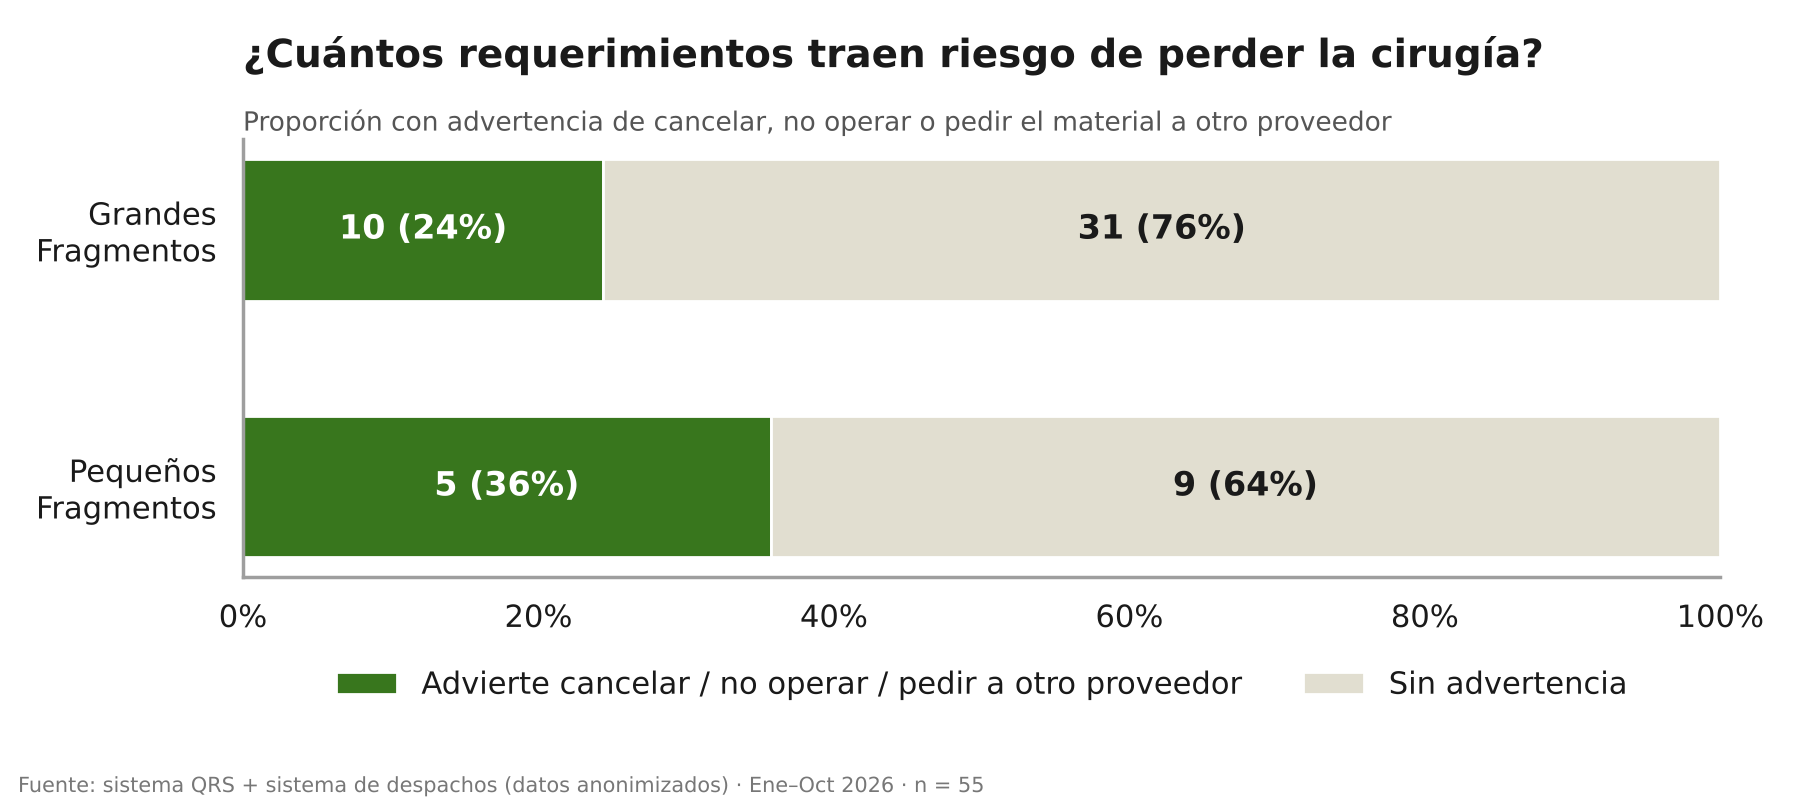 ¿Cuántos requerimientos traen riesgo de perder la cirugía?
Proporción con advertencia de cancelar, no operar o pedir el material a otro proveedor
Grandes
Fragmentos
10 (24%)
31 (76%)
Pequeños
Fragmentos
5 (36%)
9 (64%)
0%
20%
40%
60%
80%
100%
Advierte cancelar / no operar / pedir a otro proveedor
Sin advertencia
Fuente: sistema QRS + sistema de despachos (datos anonimizados) · Ene–Oct 2026 · n = 55